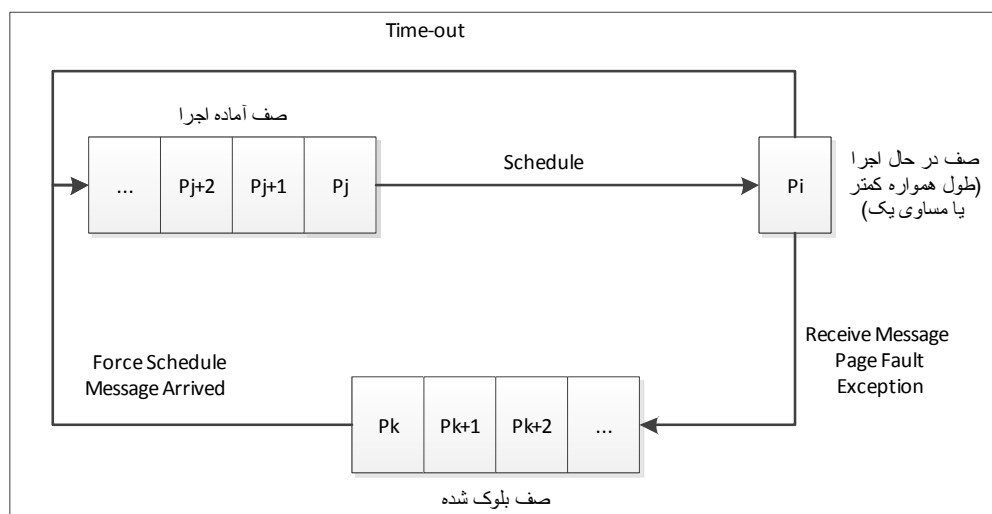 Time-out
صف آماده اجرا
... Pj+2 Pj+1 Pj
Schedule
Pi
صف در حال اجرا
(طول همواره کمتر
یا مساوی یک)
Force Schedule
Message Arrived
Receive Message
Page Fault
Exception
Pk Pk+1 Pk+2 ...
صف بلوک شده